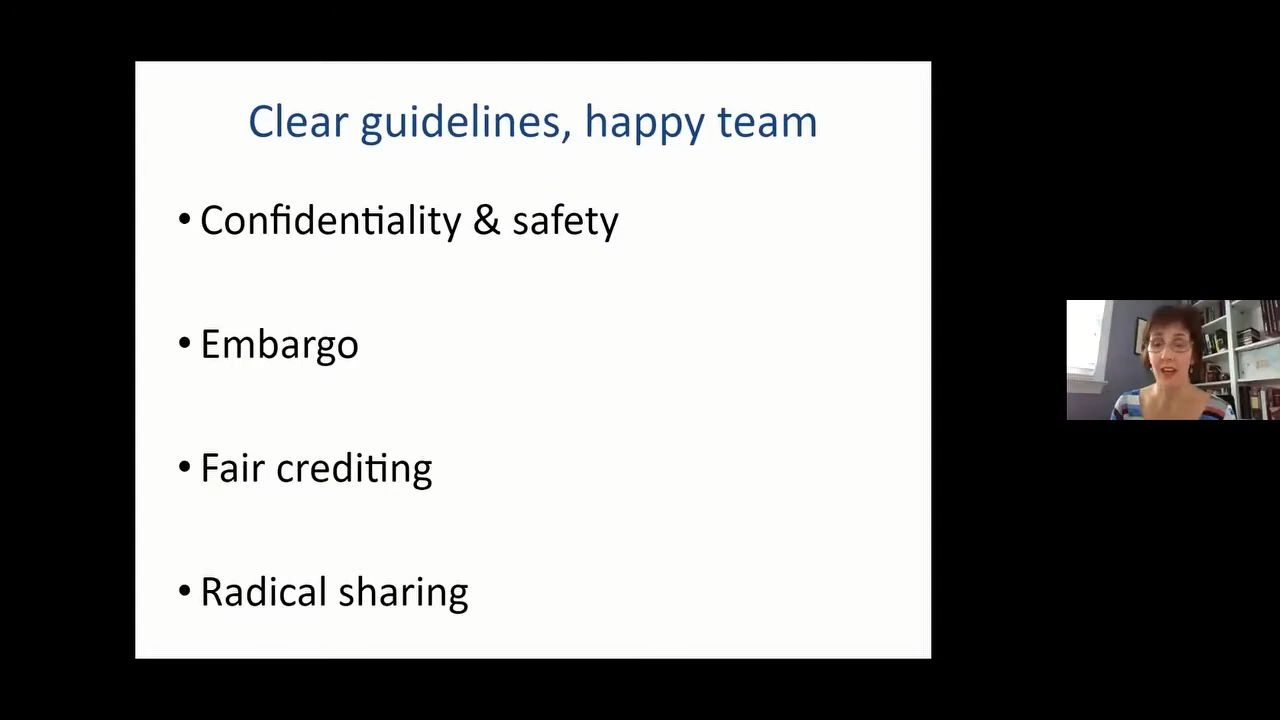 Clear guidelines, happy team
• Confidentiality & safety
• Embargo
• Fair crediting
• Radical sharing